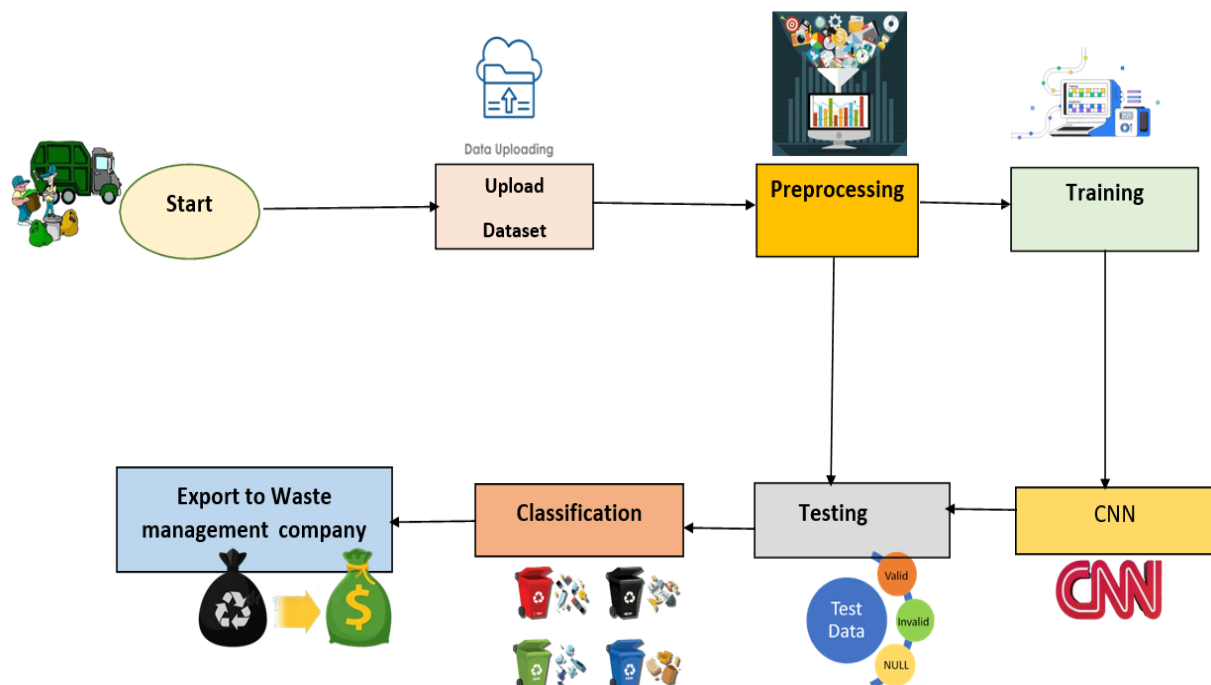 Data Uploading
Start
Upload
Dataset
Preprocessing
Training
Export to Waste
management company
Classification
Testing
CNN
CNN
Test
Data
Valid
Invalid
NULL
$